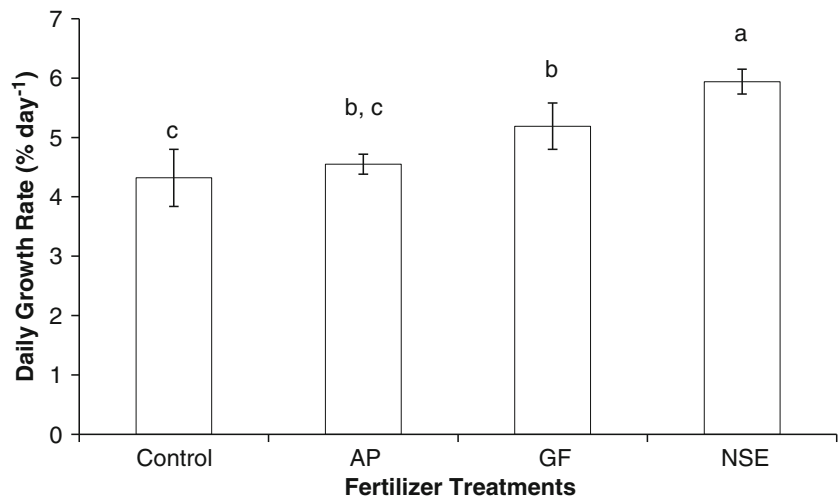 7
6
5
4
3
2
1
0
Daily Growth Rate (% day⁻¹)
c
b, c
b
a
Control AP GF NSE
Fertilizer Treatments